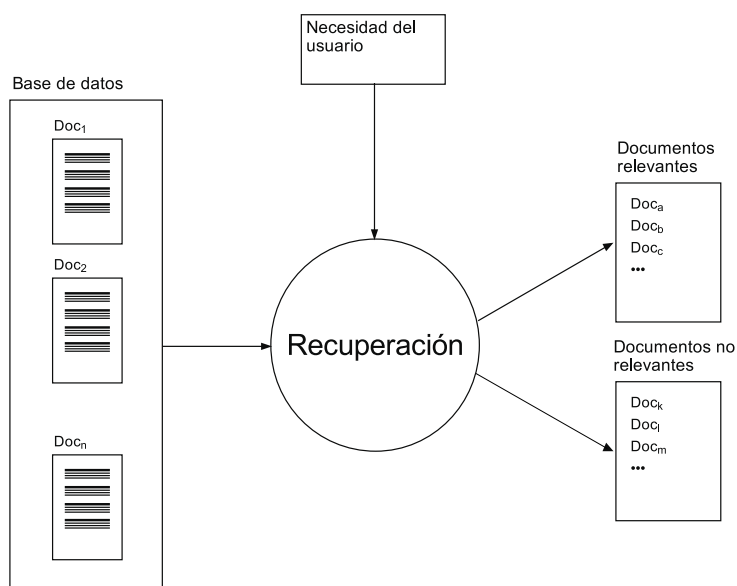 Necesidad del
usuario
Base de datos
Doc1
Doc2
Docn
Recuperación
Documentos
relevantes
Doca
Docb
Docc
•••
Documentos no
relevantes
Dock
Docl
Docm
•••